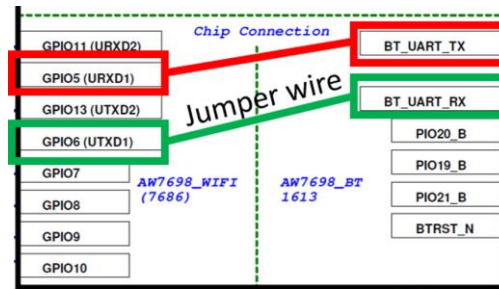 Chip Connection
GPIO11 (URXD2)
GPIO5 (URXD1)
GPIO13 (UTXD2)
GPIO6 (UTXD1)
GPIO7
GPIO8
GPIO9
GPIO10
Jumper wire
AW7698_WIFI
(7686)
AW7698_BT
1613
BT_UART_TX
BT_UART_RX
PIO20_B
PIO19_B
PIO21_B
BTRST_N